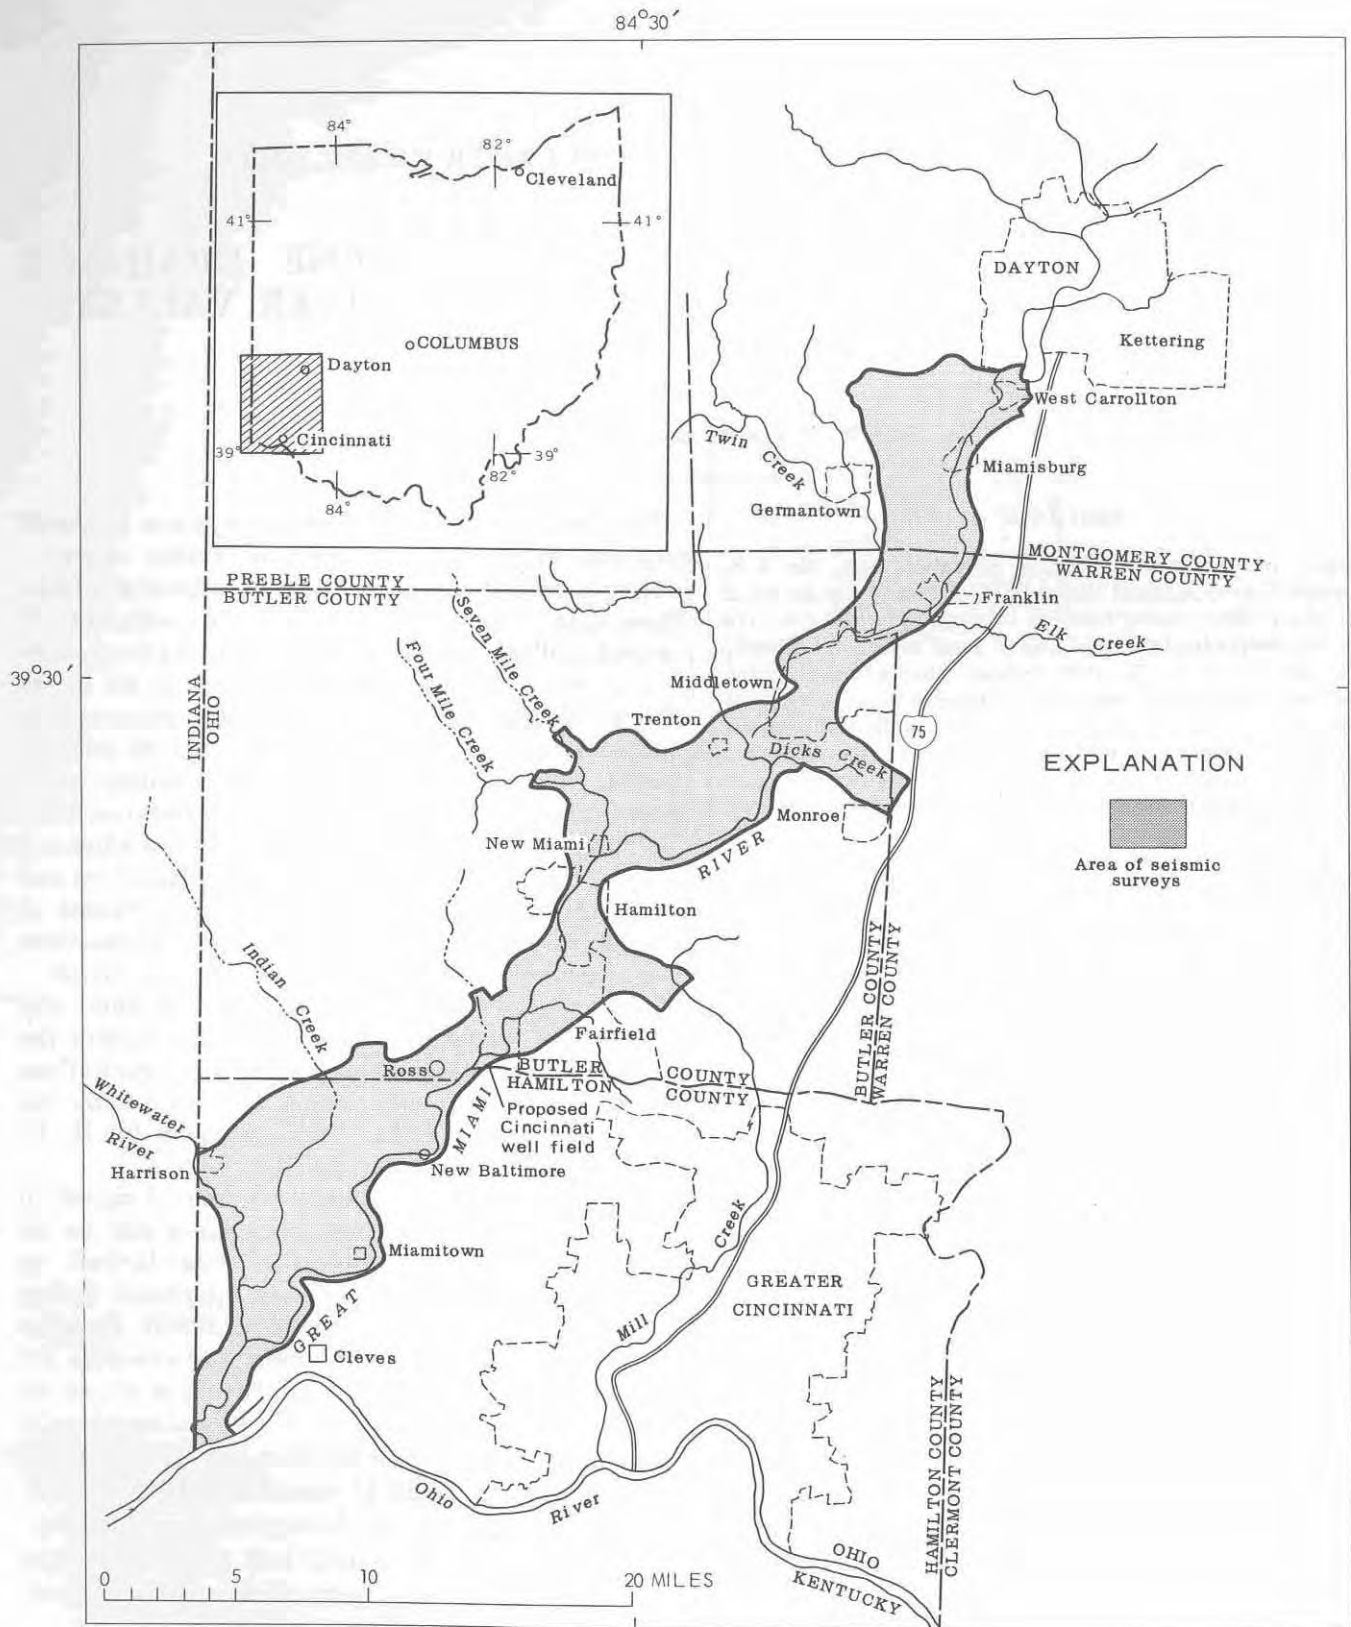 84°30′
84°
82°
Cleveland
41°
41°
COLUMBUS
Dayton
Cincinnati
39°
39°
82°
84°
DAYTON
Kettering
West Carrollton
Miamisburg
Twin Creek
Germantown
MONTGOMERY COUNTY
WARREN COUNTY
PREBLE COUNTY
BUTLER COUNTY
Franklin
Elk Creek
Seven Mile Creek
Four Mile Creek
39°30′
INDIANA
OHIO
Middletown
Trenton
75
Dicks Creek
EXPLANATION
Area of seismic
surveys
Monroe
New Miami
RIVER
Hamilton
Indian Creek
BUTLER COUNTY
WARREN COUNTY
Fairfield
Ross
BUTLER COUNTY
HAMILTON COUNTY
Whitewater
River
MIAMI
Proposed
Cincinnati
well field
Harrison
New Baltimore
Miamitown
Mill Creek
GREATER
CINCINNATI
GREAT
Cleves
HAMILTON COUNTY
CLERMONT COUNTY
Ohio River
OHIO
KENTUCKY
0 5 10 20 MILES